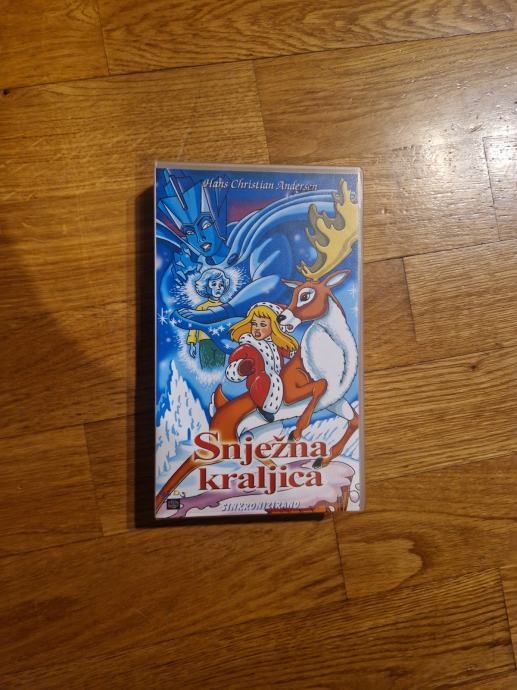 Hans Christian Andersen
Snježna
kraljica
SINKRONIZIRANO